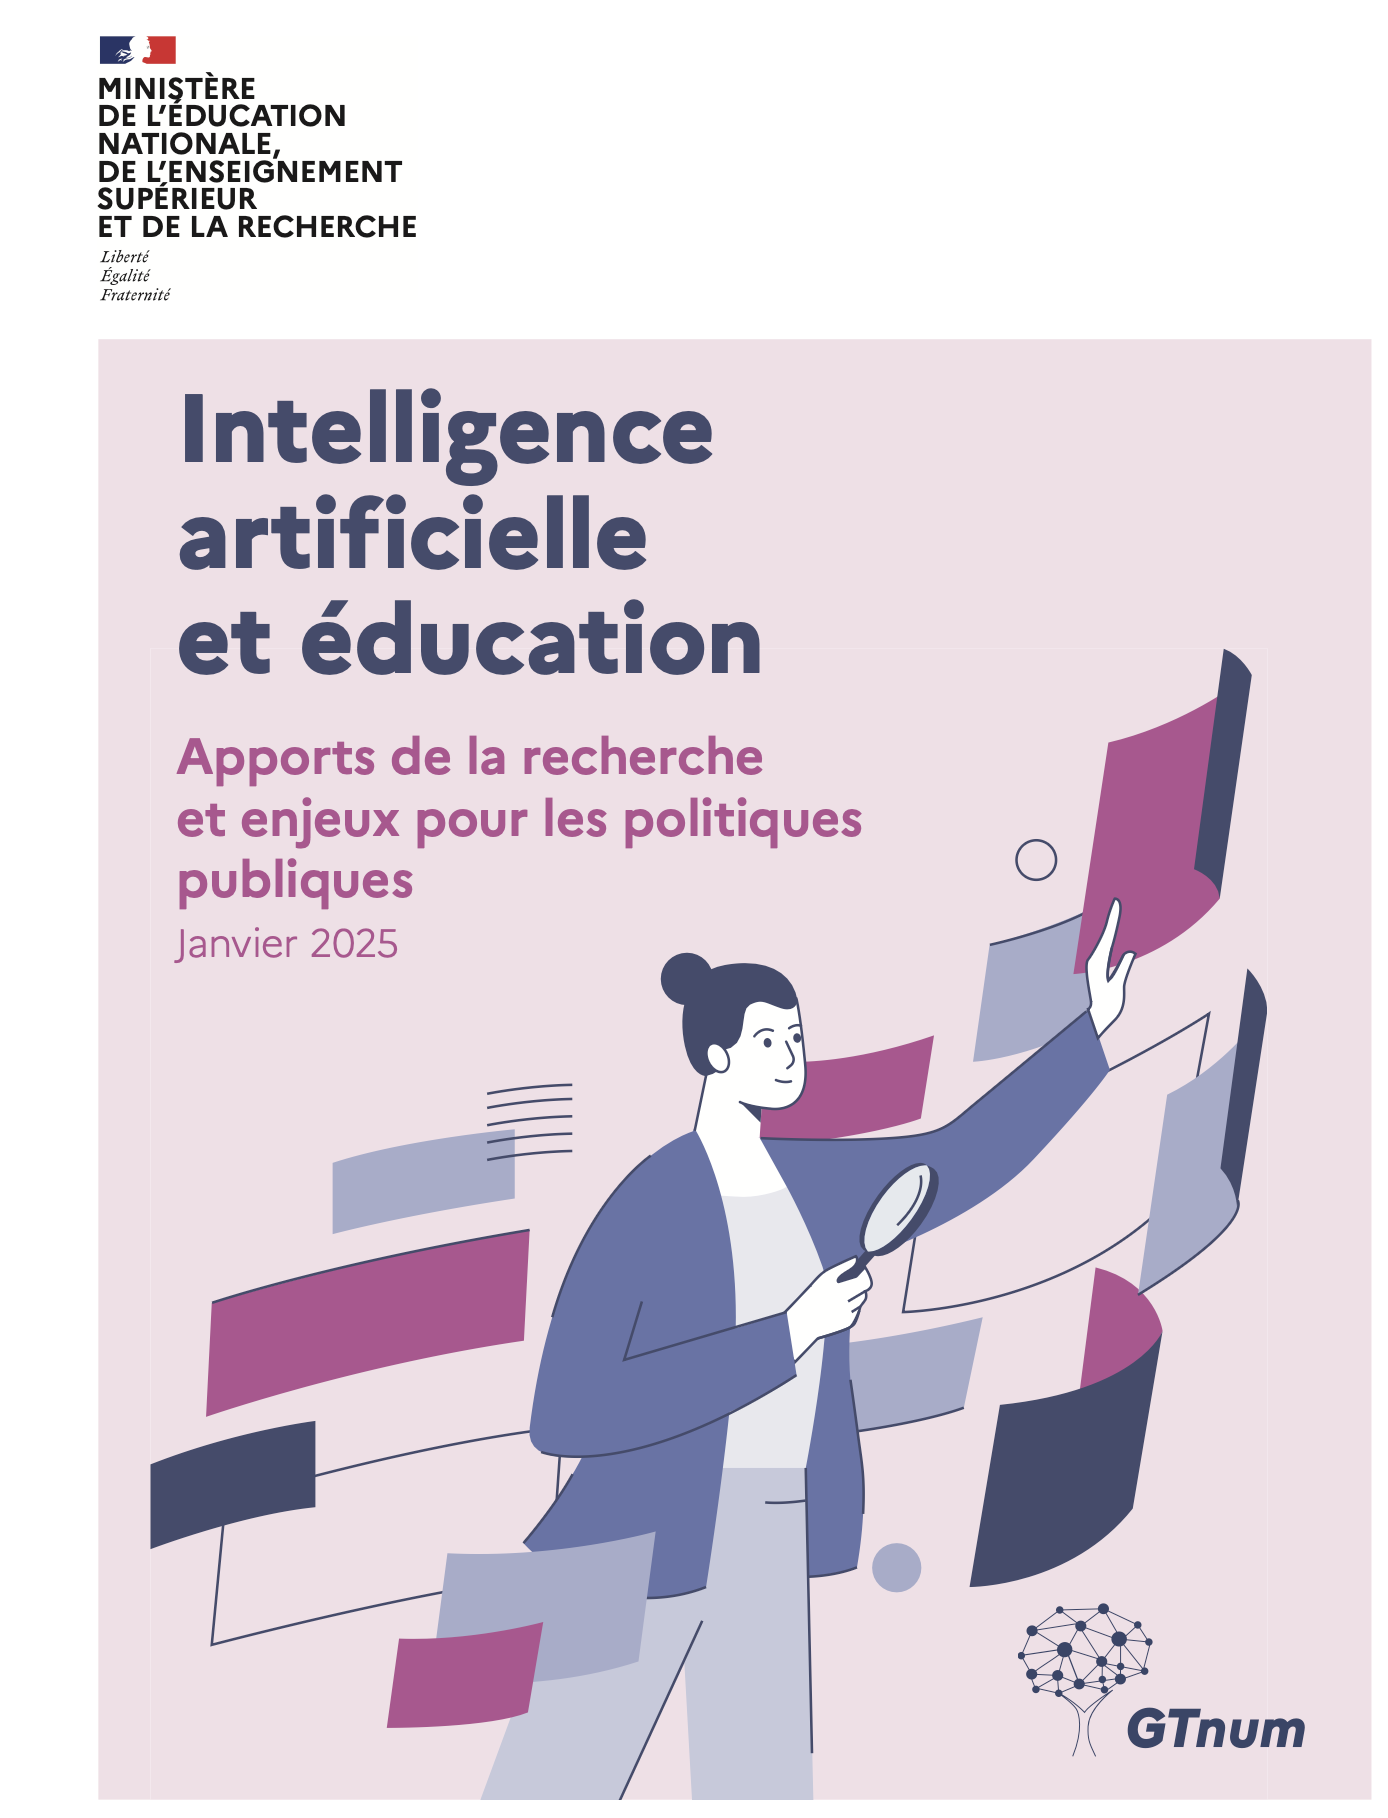 MINISTÈRE
DE L’ÉDUCATION
NATIONALE,
DE L’ENSEIGNEMENT
SUPÉRIEUR
ET DE LA RECHERCHE
Liberté
Égalité
Fraternité
Intelligence
artificielle
et éducation
Apports de la recherche
et enjeux pour les politiques
publiques
Janvier 2025
GTnum